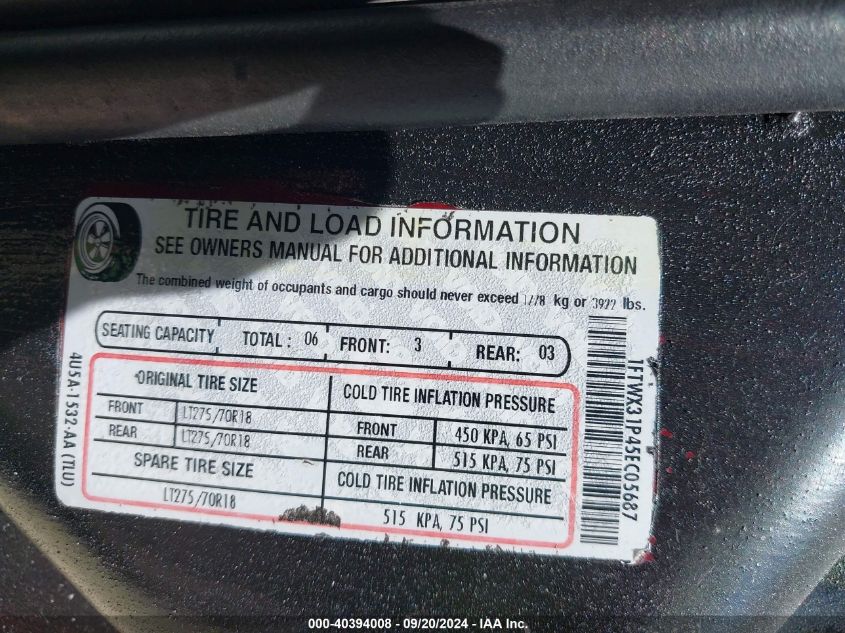 TIRE AND LOAD INFORMATION
SEE OWNERS MANUAL FOR ADDITIONAL INFORMATION
The combined weight of occupants and cargo should never exceed 1778 kg or 3922 lbs.
SEATING CAPACITY TOTAL : 06 FRONT: 3 REAR: 03
ORIGINAL TIRE SIZE COLD TIRE INFLATION PRESSURE
FRONT LT275/70R18 FRONT 450 KPA, 65 PSI
REAR LT275/70R18 REAR 515 KPA, 75 PSI
SPARE TIRE SIZE COLD TIRE INFLATION PRESSURE
LT275/70R18 515 KPA, 75 PSI
4U5A-1532-AA (TLU)
1FTWX31P45EC05687
000-40394008 - 09/20/2024 - IAA Inc.